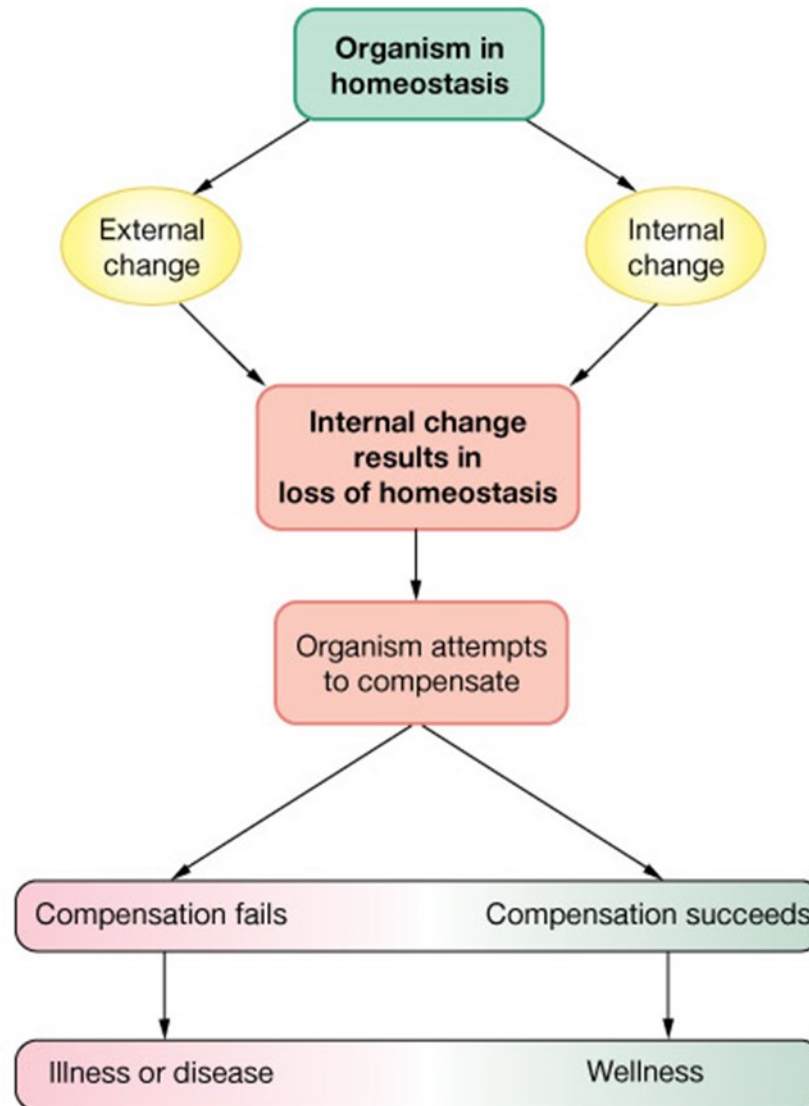 Organism in
homeostasis
External
change
Internal
change
Internal change
results in
loss of homeostasis
Organism attempts
to compensate
Compensation fails
Compensation succeeds
Illness or disease
Wellness